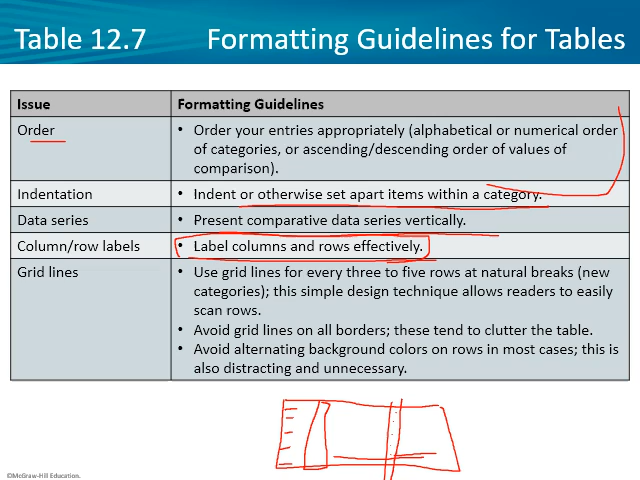 Table 12.7 Formatting Guidelines for Tables
Issue Formatting Guidelines
Order • Order your entries appropriately (alphabetical or numerical order
of categories, or ascending/descending order of values of
comparison).
Indentation • Indent or otherwise set apart items within a category.
Data series • Present comparative data series vertically.
Column/row labels • Label columns and rows effectively.
Grid lines • Use grid lines for every three to five rows at natural breaks (new
categories); this simple design technique allows readers to easily
scan rows.
• Avoid grid lines on all borders; these tend to clutter the table.
• Avoid alternating background colors on rows in most cases; this is
also distracting and unnecessary.
©McGraw-Hill Education.